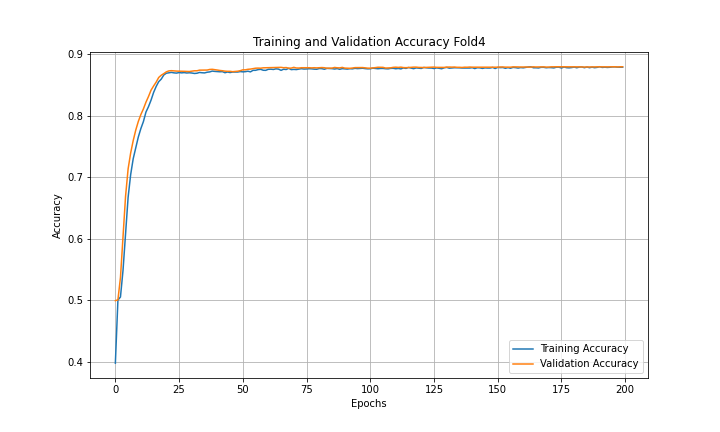 Training and Validation Accuracy Fold4
0.9
0.8
0.7
0.6
0.5
0.4
Accuracy
0 25 50 75 100 125 150 175 200
Epochs
Training Accuracy
Validation Accuracy